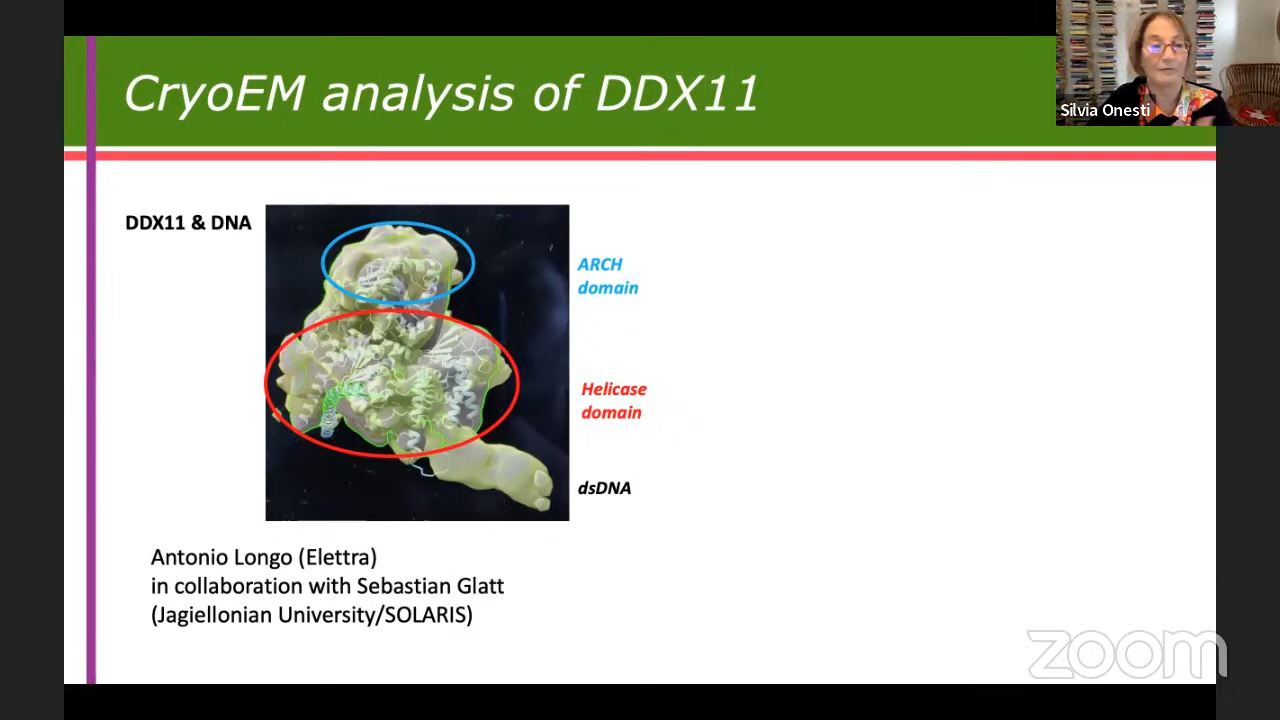 CryoEM analysis of DDX11
Silvia Onesti
DDX11 & DNA
ARCH
domain
Helicase
domain
dsDNA
Antonio Longo (Elettra)
in collaboration with Sebastian Glatt
(Jagiellonian University/SOLARIS)
zoom